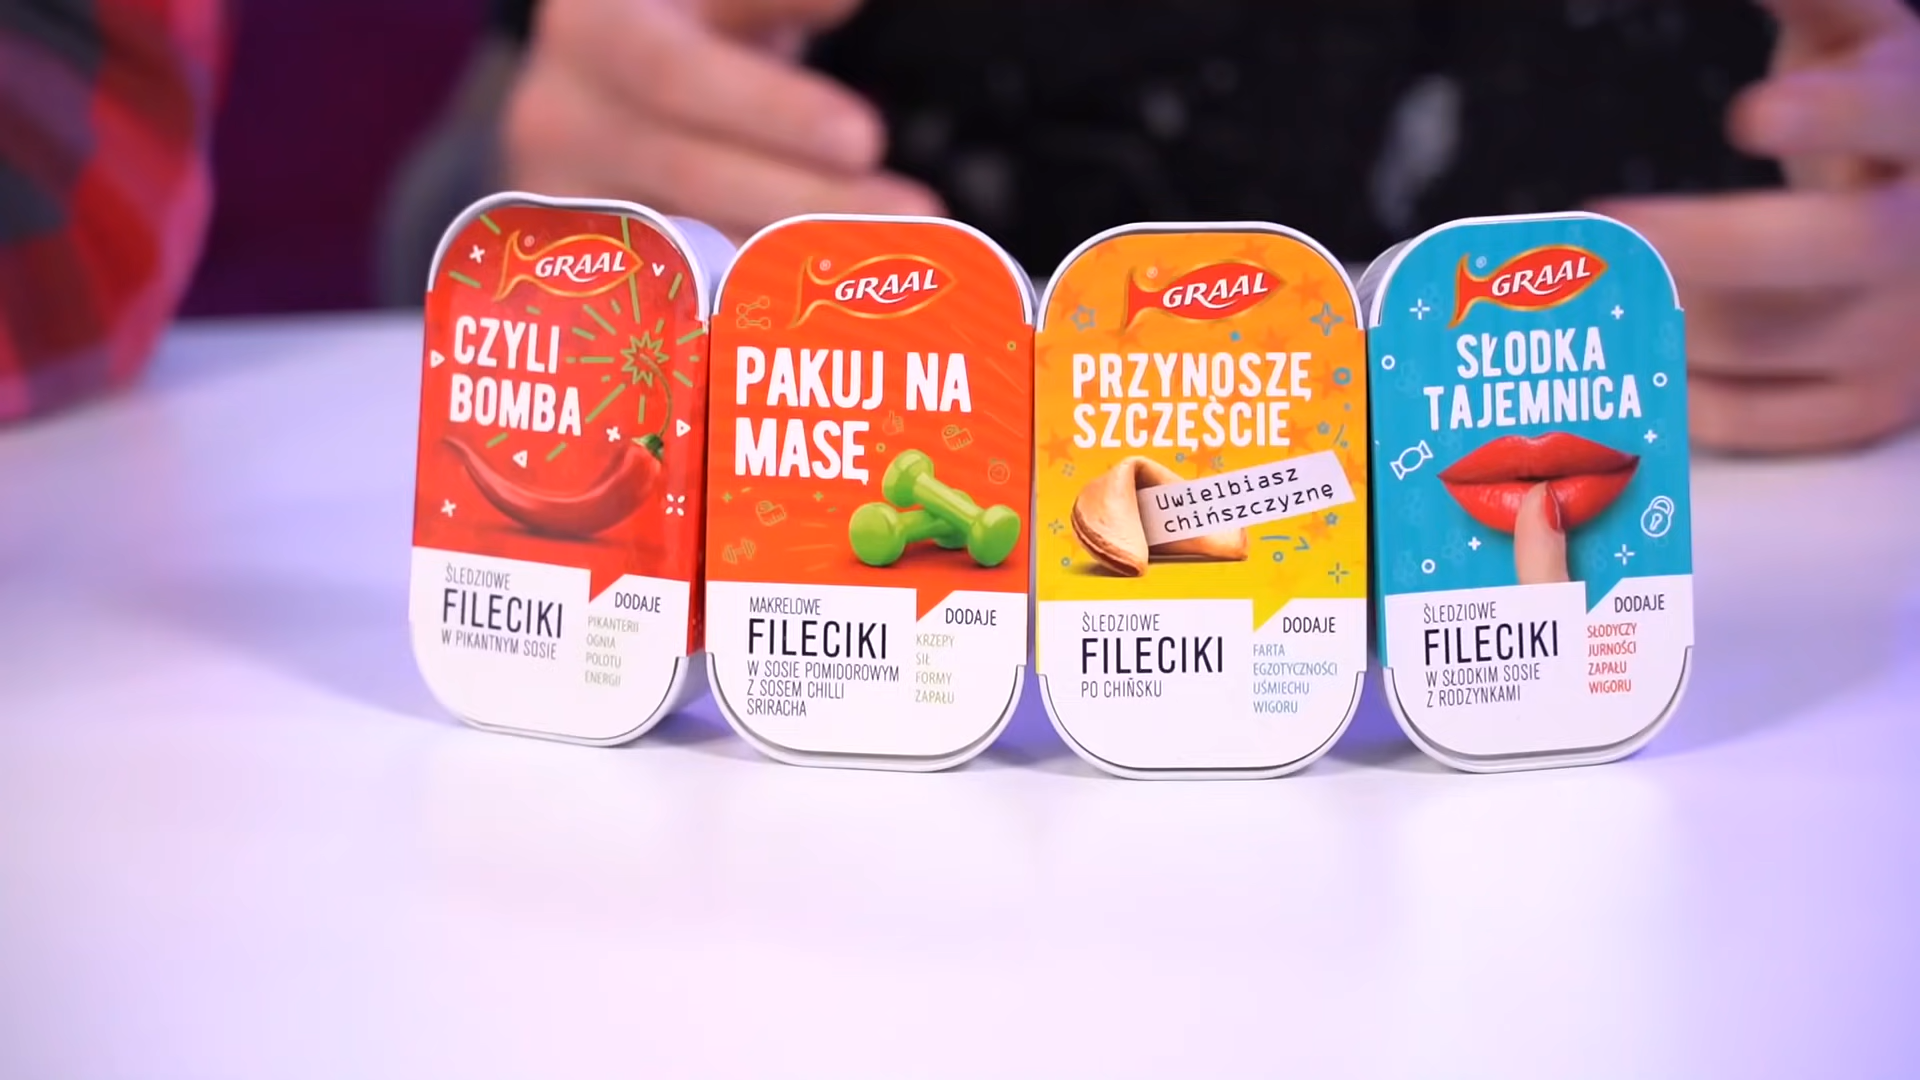 GRAAL
CZYLI
BOMBA
ŚLEDZIOWE
FILECIKI
W PIKANTNYM SOSIE
DODAJE
PIKANTERII
OGNIA
POLOTU
ENERGII
GRAAL
PAKUJ NA
MASĘ
MAKRELOWE
FILECIKI
W SOSIE POMIDOROWYM
Z SOSEM CHILLI
SRIRACHA
DODAJE
KRZEPY
SIŁ
FORMY
ZAPAŁU
GRAAL
PRZYNOSZĘ
SZCZĘŚCIE
Uwielbiasz
chińszczyznę
ŚLEDZIOWE
FILECIKI
PO CHIŃSKU
DODAJE
FARTA
EGZOTYCZNOŚCI
UŚMIECHU
WIGORU
GRAAL
SŁODKA
TAJEMNICA
ŚLEDZIOWE
FILECIKI
W SŁODKIM SOSIE
Z RODZYNKAMI
DODAJE
SŁODYCZY
JURNOŚCI
ZAPAŁU
WIGORU